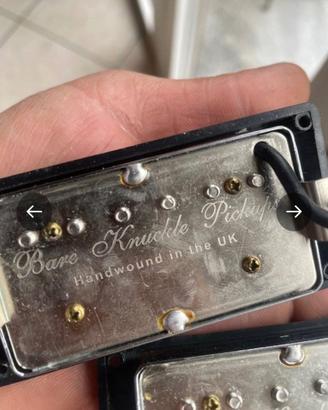 Bare Knuckle Pickups
Handwound in the UK